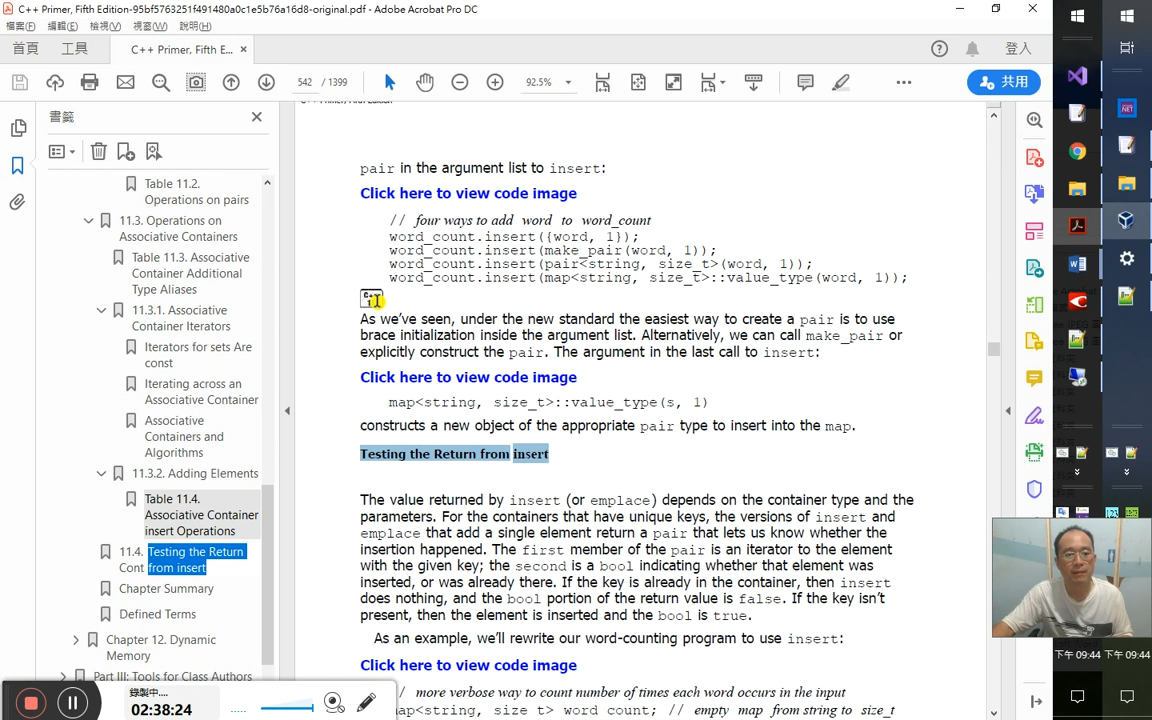 C++ Primer, Fifth Edition-95bf5763251f491480a0c1e5b76a16d8-original.pdf - Adobe Acrobat Pro DC
檔案(F) 編輯(E) 檢視(V) 視窗(W) 說明(H)
首頁 工具 C++ Primer, Fifth E... × 登入
542 / 1399 92.5% 共用
書籤
Table 11.2.
Operations on pairs
11.3. Operations on
Associative Containers
Table 11.3. Associative
Container Additional
Type Aliases
11.3.1. Associative
Container Iterators
Iterators for sets Are
const
Iterating across an
Associative Container
Associative
Containers and
Algorithms
11.3.2. Adding Elements
Table 11.4.
Associative Container
insert Operations
11.4. Testing the Return
Cont from insert
Chapter Summary
Defined Terms
Chapter 12. Dynamic
Memory
Part III: Tools for Class Authors
錄製中....
02:38:24
C++ Primer, Fifth Edition
pair in the argument list to insert:
Click here to view code image
// four ways to add word to word_count
word_count.insert({word, 1});
word_count.insert(make_pair(word, 1));
word_count.insert(pair<string, size_t>(word, 1));
word_count.insert(map<string, size_t>::value_type(word, 1));
As we’ve seen, under the new standard the easiest way to create a pair is to use
brace initialization inside the argument list. Alternatively, we can call make_pair or
explicitly construct the pair. The argument in the last call to insert:
Click here to view code image
map<string, size_t>::value_type(s, 1)
constructs a new object of the appropriate pair type to insert into the map.
Testing the Return from insert
The value returned by insert (or emplace) depends on the container type and the
parameters. For the containers that have unique keys, the versions of insert and
emplace that add a single element return a pair that lets us know whether the
insertion happened. The first member of the pair is an iterator to the element
with the given key; the second is a bool indicating whether that element was
inserted, or was already there. If the key is already in the container, then insert
does nothing, and the bool portion of the return value is false. If the key isn’t
present, then the element is inserted and the bool is true.
As an example, we’ll rewrite our word-counting program to use insert:
Click here to view code image
/ more verbose way to count number of times each word occurs in the input
map<string, size_t> word_count; // empty map from string to size_t
下午 09:44 下午 09:44